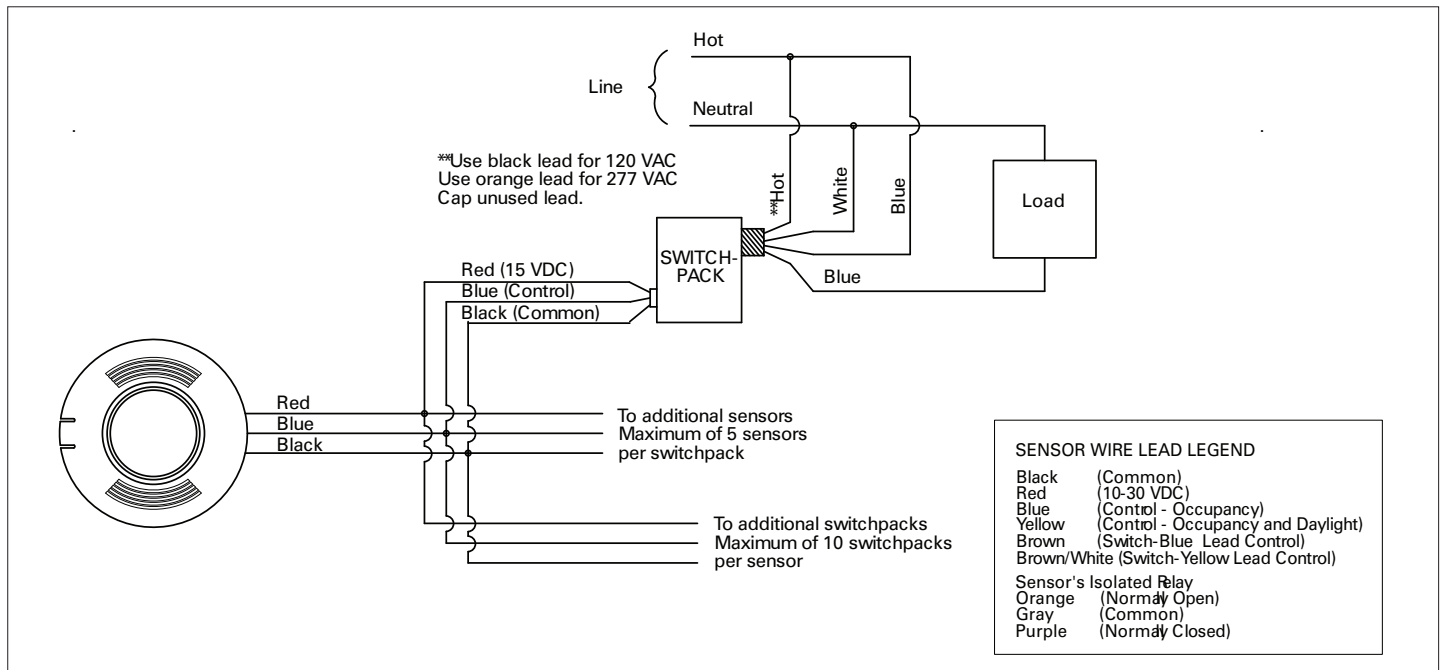 Hot
Line
Neutral
**Use black lead for 120 VAC
Use orange lead for 277 VAC
Cap unused lead.
**Hot
White
Blue
Load
SWITCH-
PACK
Blue
Red (15 VDC)
Blue (Control)
Black (Common)
Red
Blue
Black
To additional sensors
Maximum of 5 sensors
per switchpack
To additional switchpacks
Maximum of 10 switchpacks
per sensor
SENSOR WIRE LEAD LEGEND
Black (Common)
Red (10-30 VDC)
Blue (Control - Occupancy)
Yellow (Control - Occupancy and Daylight)
Brown (Switch-Blue Lead Control)
Brown/White (Switch-Yellow Lead Control)
Sensor's Isolated Relay
Orange (Normally Open)
Gray (Common)
Purple (Normally Closed)